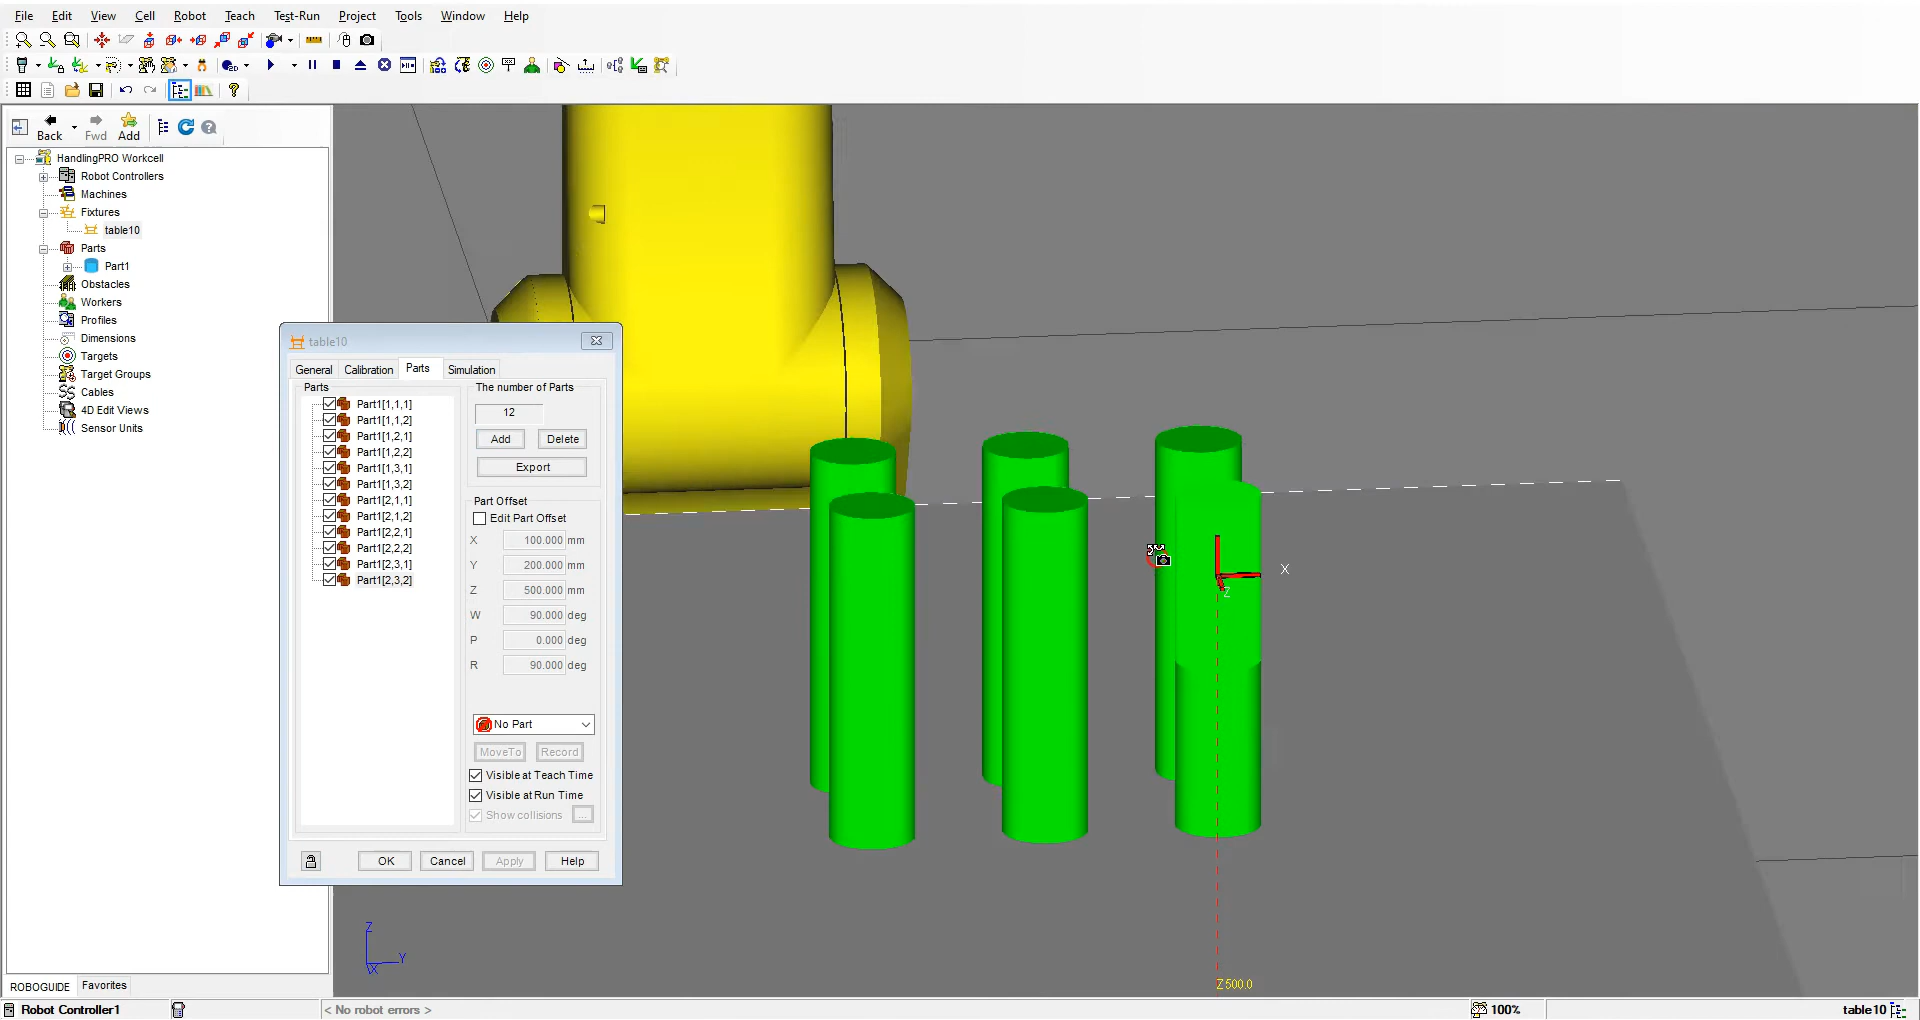 File Edit View Cell Robot Teach Test-Run Project Tools Window Help
Back Fwd Add
HandlingPRO Workcell
Robot Controllers
Machines
Fixtures
table10
Parts
Part1
Obstacles
Workers
Profiles
Dimensions
Targets
Target Groups
Cables
4D Edit Views
Sensor Units
ROBOGUIDE Favorites
table10
General Calibration Parts Simulation
Parts
Part1[1,1,1]
Part1[1,1,2]
Part1[1,2,1]
Part1[1,2,2]
Part1[1,3,1]
Part1[1,3,2]
Part1[2,1,1]
Part1[2,1,2]
Part1[2,2,1]
Part1[2,2,2]
Part1[2,3,1]
Part1[2,3,2]
The number of Parts
12
Add Delete
Export
Part Offset
Edit Part Offset
X 100.000 mm
Y 200.000 mm
Z 500.000 mm
W 90.000 deg
P 0.000 deg
R 90.000 deg
No Part
MoveTo Record
Visible at Teach Time
Visible at Run Time
Show collisions ...
OK Cancel Apply Help
X
Z
Z
Y
X
Z 500.0
Robot Controller1 < No robot errors > 100% table10